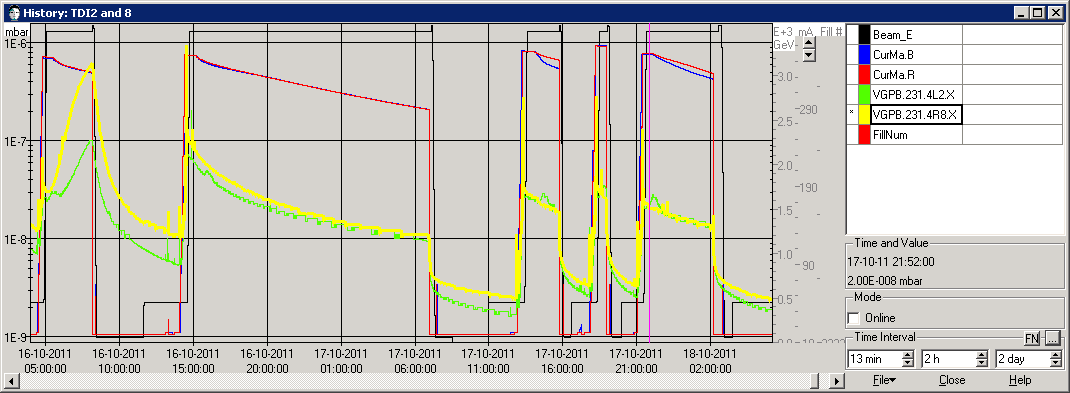 History: TDI2 and 8
mbar
1E-6
1E-7
1E-8
1E-9
E+3 mA, Fill #
GeV
3.0
290
2.5
2.0
190
1.5
1.0
90
0.5
16-10-2011 16-10-2011 16-10-2011 16-10-2011 17-10-2011 17-10-2011 17-10-2011 17-10-2011 17-10-2011 18-10-2011
05:00:00 10:00:00 15:00:00 20:00:00 01:00:00 06:00:00 11:00:00 16:00:00 21:00:00 02:00:00
Beam_E
CurMa.B
CurMa.R
VGPB.231.4L2.X
* VGPB.231.4R8.X
FillNum
Time and Value
17-10-11 21:52:00
2.00E-008 mbar
Mode
Online
Time Interval FN ...
13 min 2 h 2 day
File Close Help